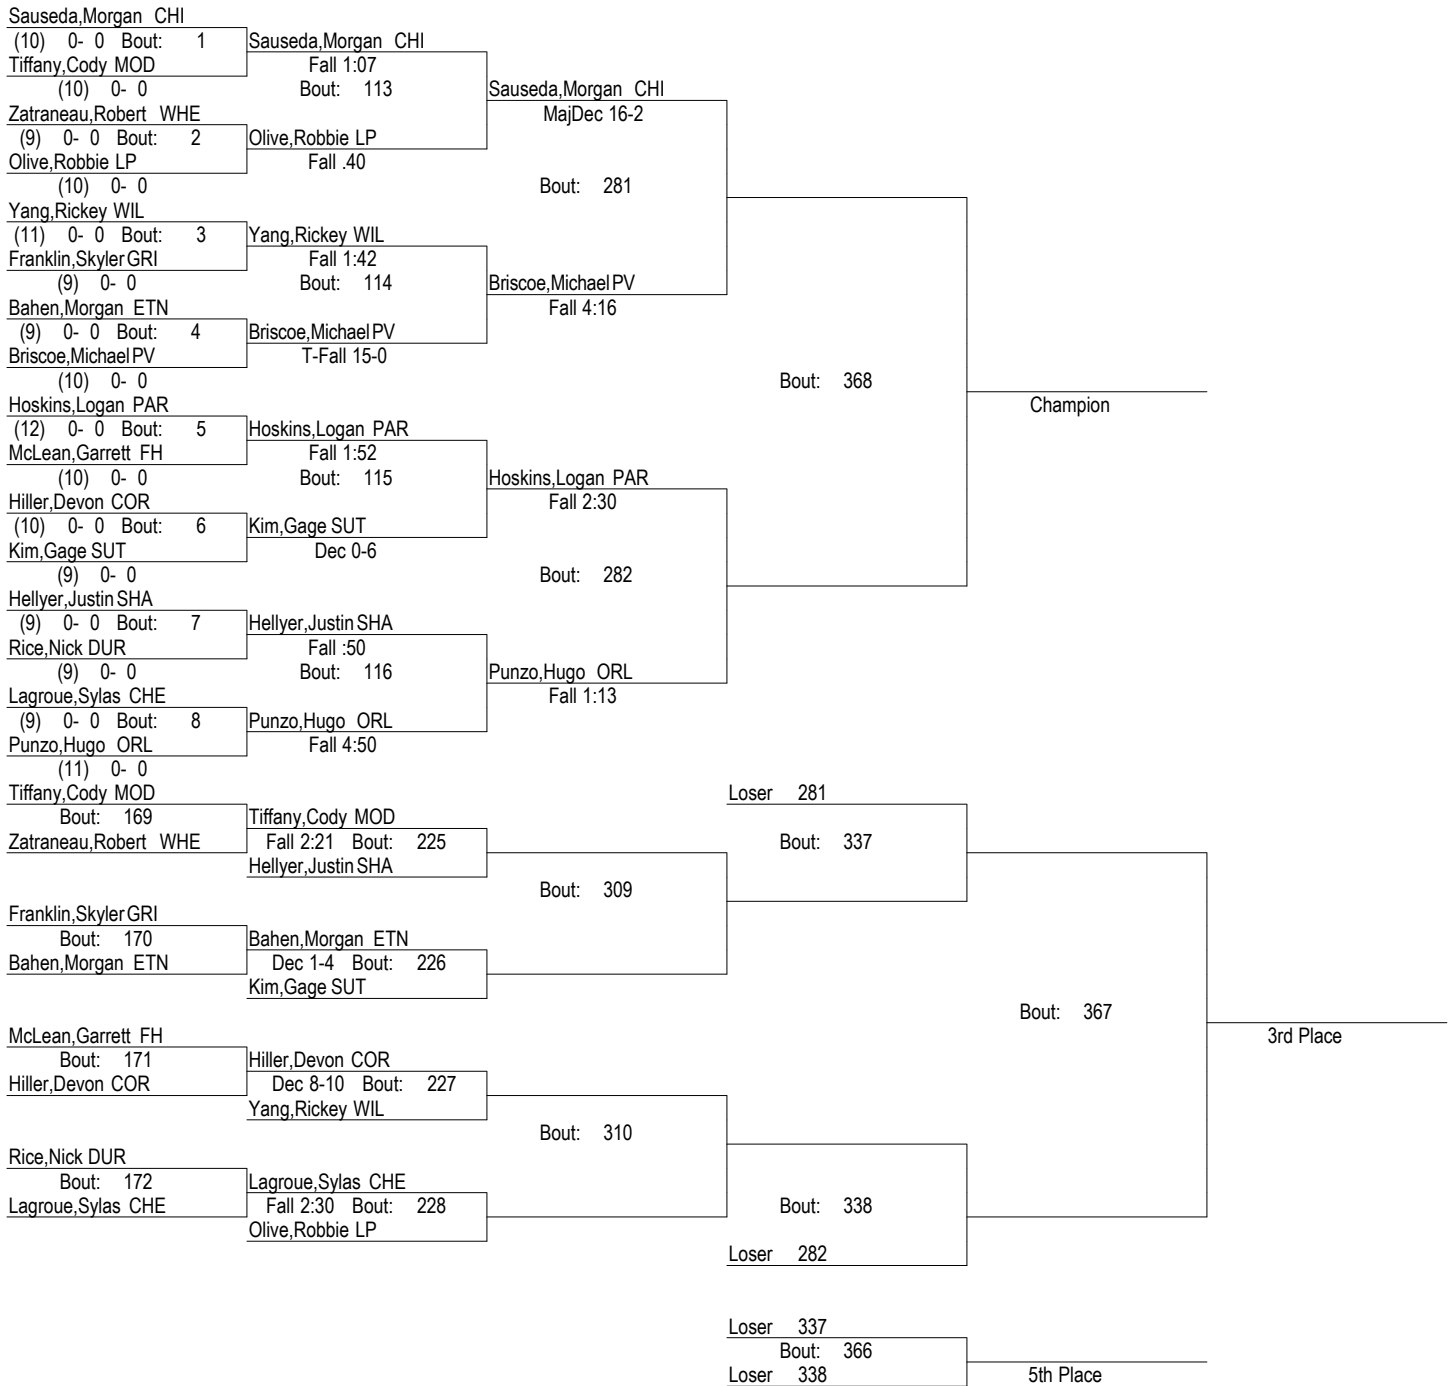 Sauseda,Morgan CHI
(10) 0- 0 Bout: 1 Sauseda,Morgan CHI
Tiffany,Cody MOD Fall 1:07
(10) 0- 0 Bout: 113 Sauseda,Morgan CHI
Zatraneau,Robert WHE MajDec 16-2
(9) 0- 0 Bout: 2 Olive,Robbie LP
Olive,Robbie LP Fall .40
(10) 0- 0 Bout: 281
Yang,Rickey WIL
(11) 0- 0 Bout: 3 Yang,Rickey WIL
Franklin,Skyler GRI Fall 1:42
(9) 0- 0 Bout: 114 Briscoe,Michael PV
Bahen,Morgan ETN Fall 4:16
(9) 0- 0 Bout: 4 Briscoe,Michael PV
Briscoe,Michael PV T-Fall 15-0
(10) 0- 0 Bout: 368
Hoskins,Logan PAR Champion
(12) 0- 0 Bout: 5 Hoskins,Logan PAR
McLean,Garrett FH Fall 1:52
(10) 0- 0 Bout: 115 Hoskins,Logan PAR
Hiller,Devon COR Fall 2:30
(10) 0- 0 Bout: 6 Kim,Gage SUT
Kim,Gage SUT Dec 0-6
(9) 0- 0 Bout: 282
Hellyer,Justin SHA
(9) 0- 0 Bout: 7 Hellyer,Justin SHA
Rice,Nick DUR Fall :50
(9) 0- 0 Bout: 116 Punzo,Hugo ORL
Lagroue,Sylas CHE Fall 1:13
(9) 0- 0 Bout: 8 Punzo,Hugo ORL
Punzo,Hugo ORL Fall 4:50
(11) 0- 0
Tiffany,Cody MOD Loser 281
Bout: 169 Tiffany,Cody MOD
Zatraneau,Robert WHE Fall 2:21 Bout: 225 Bout: 337
Hellyer,Justin SHA
Bout: 309
Franklin,Skyler GRI
Bout: 170 Bahen,Morgan ETN
Bahen,Morgan ETN Dec 1-4 Bout: 226
Kim,Gage SUT
Bout: 367
McLean,Garrett FH 3rd Place
Bout: 171 Hiller,Devon COR
Hiller,Devon COR Dec 8-10 Bout: 227
Yang,Rickey WIL
Bout: 310
Rice,Nick DUR
Bout: 172 Lagroue,Sylas CHE
Lagroue,Sylas CHE Fall 2:30 Bout: 228 Bout: 338
Olive,Robbie LP
Loser 282
Loser 337
Bout: 366
Loser 338 5th Place